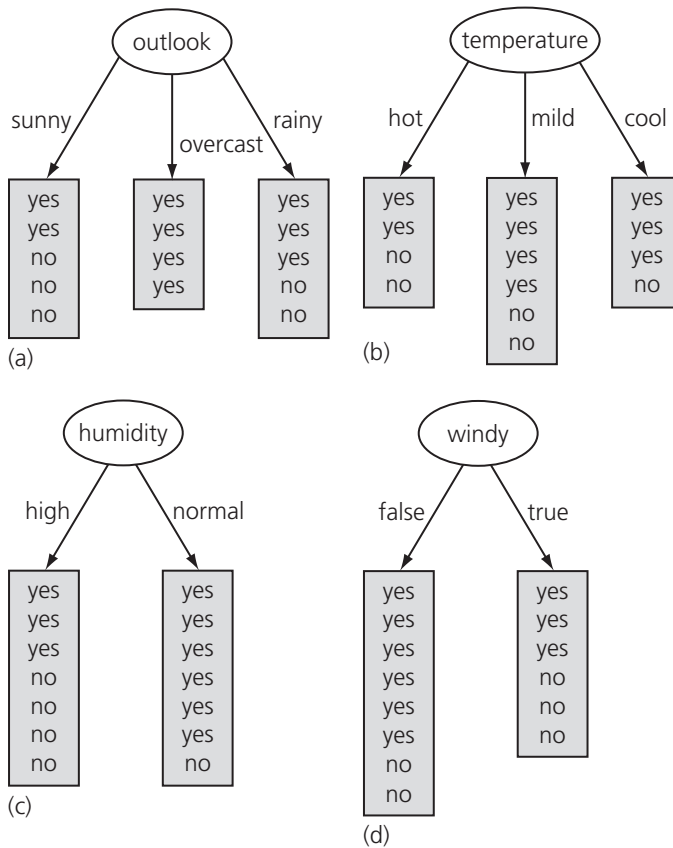 outlook
sunny
overcast
rainy
yes
yes
no
no
no
yes
yes
yes
yes
yes
yes
yes
no
no
(a)
temperature
hot
mild
cool
yes
yes
no
no
yes
yes
yes
yes
no
no
yes
yes
yes
no
(b)
humidity
high
normal
yes
yes
yes
no
no
no
no
yes
yes
yes
yes
yes
yes
no
(c)
windy
false
true
yes
yes
yes
yes
yes
yes
no
no
yes
yes
yes
no
no
no
(d)